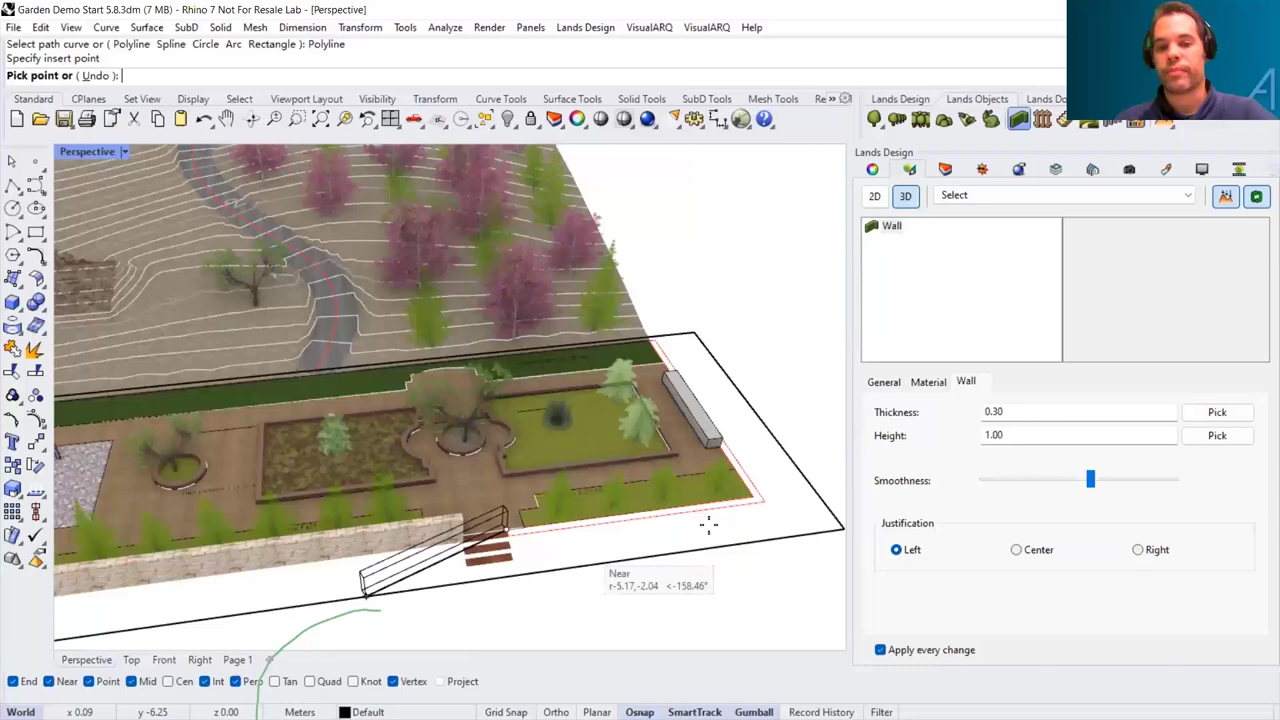 Garden Demo Start 5.8.3dm (7 MB) - Rhino 7 Not For Resale Lab - [Perspective]
File Edit View Curve Surface SubD Solid Mesh Dimension Transform Tools Analyze Render Panels Lands Design VisualARQ VisualARQ Help
Select path curve or ( Polyline Spline Circle Arc Rectangle ): Polyline
Specify insert point
Pick point or ( Undo ):
Standard CPlanes Set View Display Select Viewport Layout Visibility Transform Curve Tools Surface Tools Solid Tools SubD Tools Mesh Tools Re »
Lands Design Lands Objects Lands Do
Perspective
Lands Design
2D 3D Select
Wall
General Material Wall
Thickness: 0.30 Pick
Height: 1.00 Pick
Smoothness:
Justification
Left Center Right
Near
r-5.17,-2.04 <-158.46°
Apply every change
Perspective Top Front Right Page 1
End Near Point Mid Cen Int Perp Tan Quad Knot Vertex Project
World x 0.09 y -6.25 z 0.00 Meters Default Grid Snap Ortho Planar Osnap SmartTrack Gumball Record History Filter